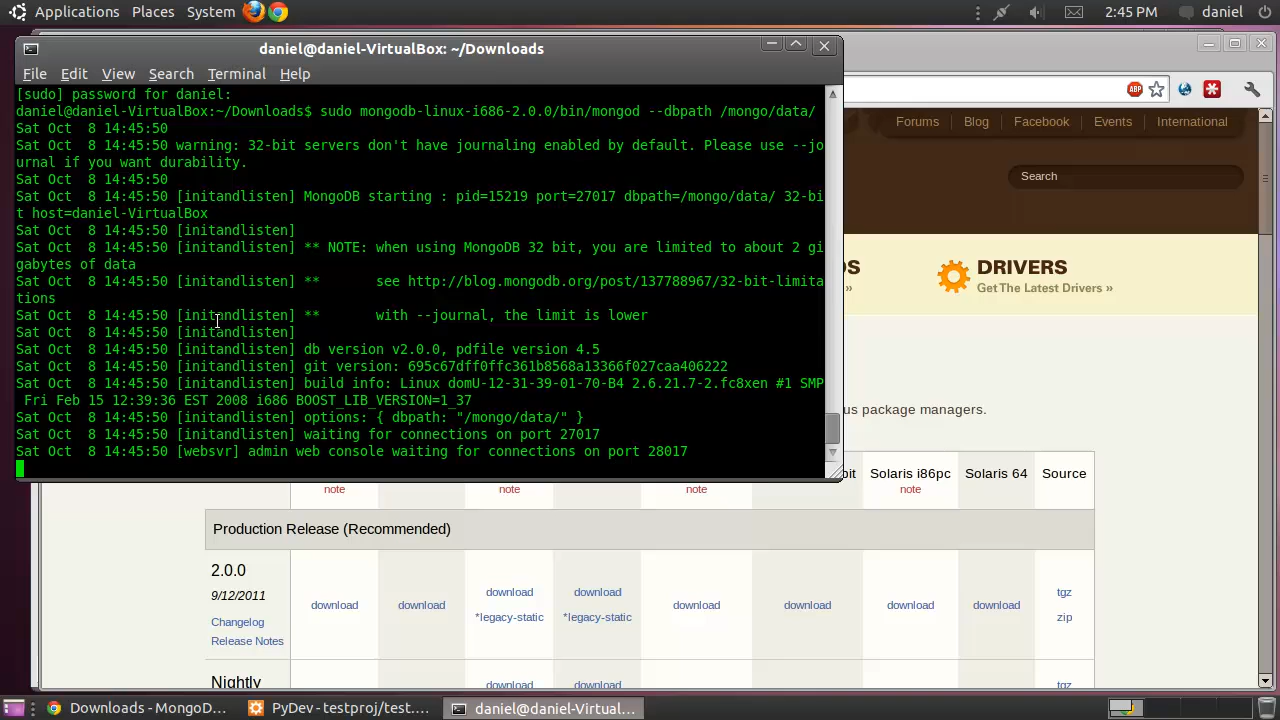 Applications Places System 2:45 PM daniel
daniel@daniel-VirtualBox: ~/Downloads
File Edit View Search Terminal Help
[sudo] password for daniel:
daniel@daniel-VirtualBox:~/Downloads$ sudo mongodb-linux-i686-2.0.0/bin/mongod --dbpath /mongo/data/
Sat Oct  8 14:45:50
Sat Oct  8 14:45:50 warning: 32-bit servers don't have journaling enabled by default. Please use --jo
urnal if you want durability.
Sat Oct  8 14:45:50
Sat Oct  8 14:45:50 [initandlisten] MongoDB starting : pid=15219 port=27017 dbpath=/mongo/data/ 32-bi
t host=daniel-VirtualBox
Sat Oct  8 14:45:50 [initandlisten]
Sat Oct  8 14:45:50 [initandlisten] ** NOTE: when using MongoDB 32 bit, you are limited to about 2 gi
gabytes of data
Sat Oct  8 14:45:50 [initandlisten] **       see http://blog.mongodb.org/post/137788967/32-bit-limita
tions
Sat Oct  8 14:45:50 [initandlisten] **       with --journal, the limit is lower
Sat Oct  8 14:45:50 [initandlisten]
Sat Oct  8 14:45:50 [initandlisten] db version v2.0.0, pdfile version 4.5
Sat Oct  8 14:45:50 [initandlisten] git version: 695c67dff0ffc361b8568a13366f027caa406222
Sat Oct  8 14:45:50 [initandlisten] build info: Linux domU-12-31-39-01-70-B4 2.6.21.7-2.fc8xen #1 SMP
 Fri Feb 15 12:39:36 EST 2008 i686 BOOST_LIB_VERSION=1_37
Sat Oct  8 14:45:50 [initandlisten] options: { dbpath: "/mongo/data/" }
Sat Oct  8 14:45:50 [initandlisten] waiting for connections on port 27017
Sat Oct  8 14:45:50 [websvr] admin web console waiting for connections on port 28017
ABP
Forums Blog Facebook Events International
Search
DS DRIVERS
» Get The Latest Drivers »
us package managers.
bit Solaris i86pc Solaris 64 Source
note note note note
Production Release (Recommended)
2.0.0
9/12/2011
Changelog
Release Notes
download download download download download download download download tgz
*legacy-static *legacy-static zip
Nightly download download tgz
Downloads - MongoD... PyDev - testproj/test.... daniel@daniel-Virtual...